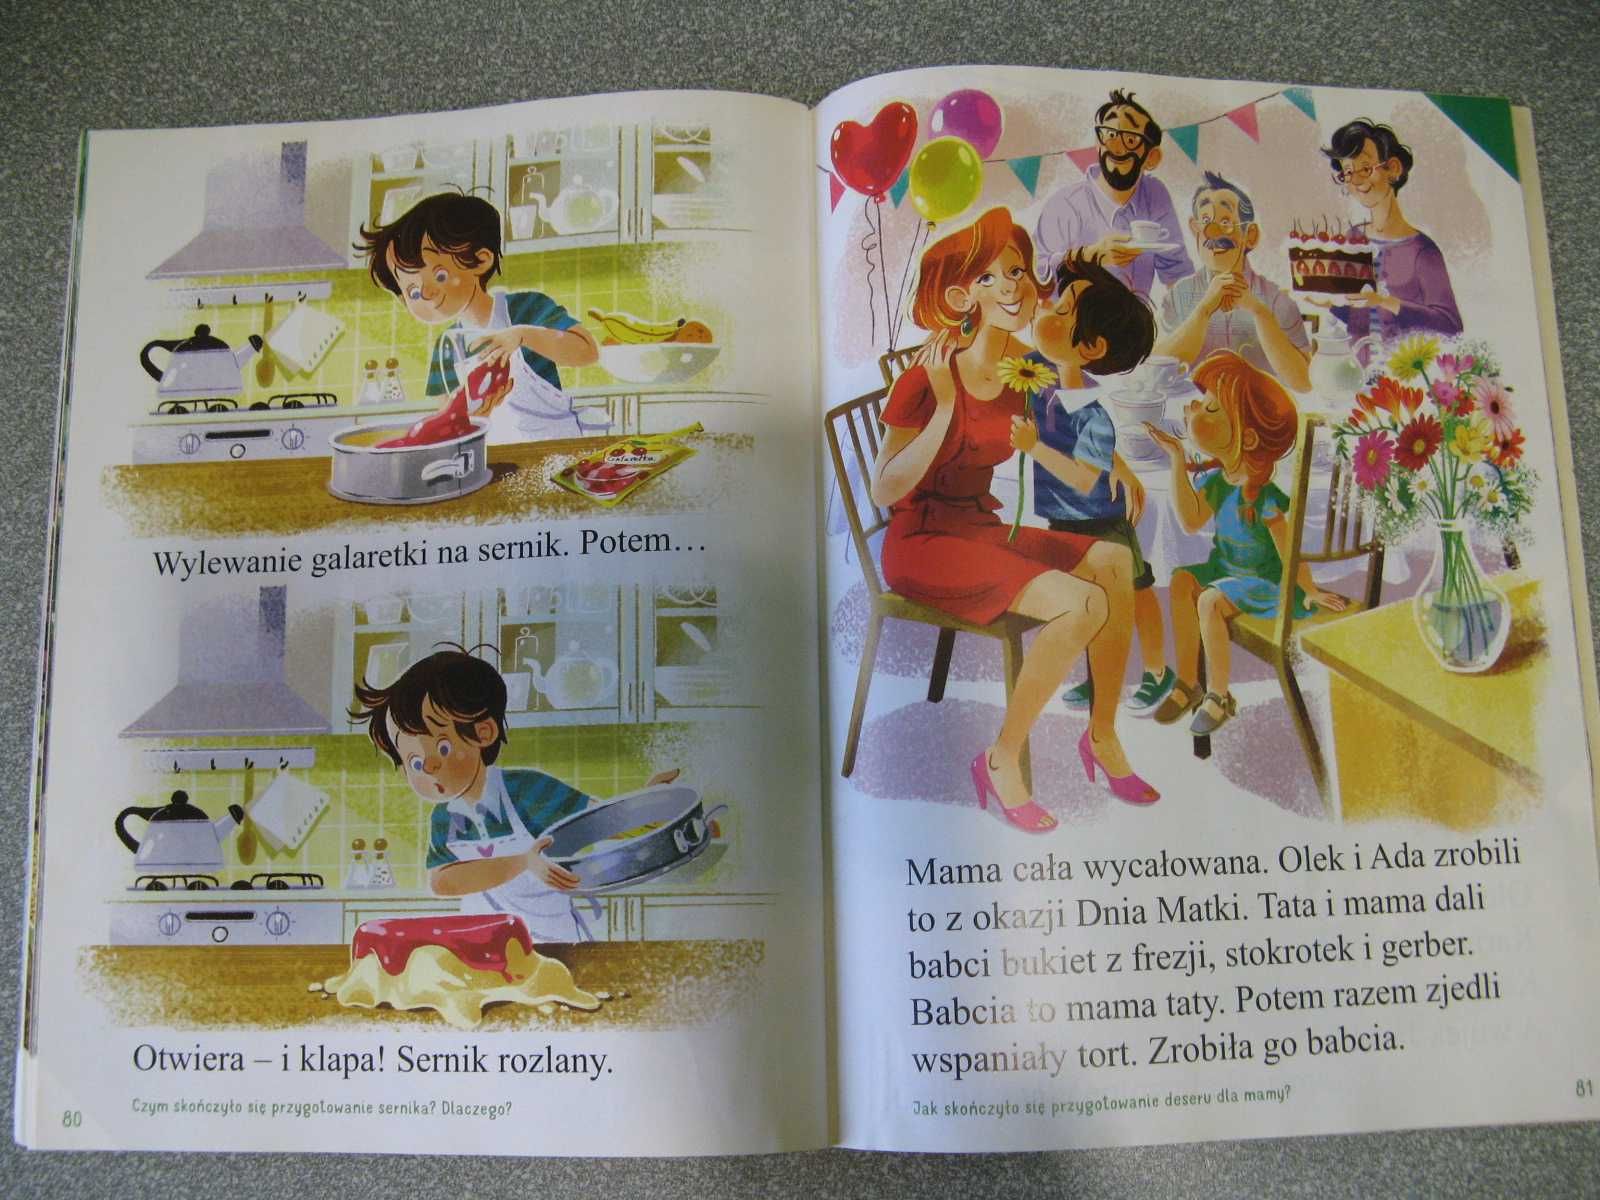 Galaretka
Wylewanie galaretki na sernik. Potem…
Otwiera – i klapa! Sernik rozlany.
Czym skończyło się przygotowanie sernika? Dlaczego?
80
Mama cała wycałowana. Olek i Ada zrobili
to z okazji Dnia Matki. Tata i mama dali
babci bukiet z frezji, stokrotek i gerber.
Babcia to mama taty. Potem razem zjedli
wspaniały tort. Zrobiła go babcia.
Jak skończyło się przygotowanie deseru dla mamy?
81